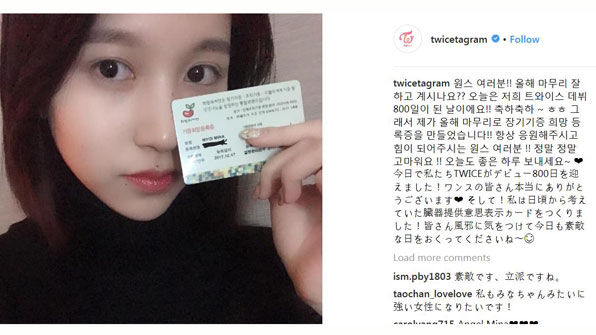 기증희망등록증
2017.12.17
twicetagram • Follow
twicetagram 원스 여러분!! 올해 마무리 잘
하고 계시나요?? 오늘은 저희 트와이스 데뷔
800일이 된 날이에요!! 축하축하 ~ ㅎㅎ 그
래서 제가 올해 마무리로 장기기증 희망 등
록증을 만들었습니다!! 항상 응원해주시고
힘이 되어주시는 원스 여러분 !! 정말 정말
고마워요 !! 오늘도 좋은 하루 보내세요~ ❤
今日で私たちTWICEがデビュー800日を迎
えました！ワンスの皆さん本当にありがと
うございます❤ そして！私は日頃から考え
ていた臓器提供意思表示カードをつくりま
した！皆さん風邪に気をつけて今日も素敵
な日をおくってくださいね〜😊
Load more comments
ism.pby1803 素敵です、立派ですね。
taochan_lovelove 私もみなちゃんみたいに
強い女性になりたいです！
carolyang715 Angel Mina❤❤❤